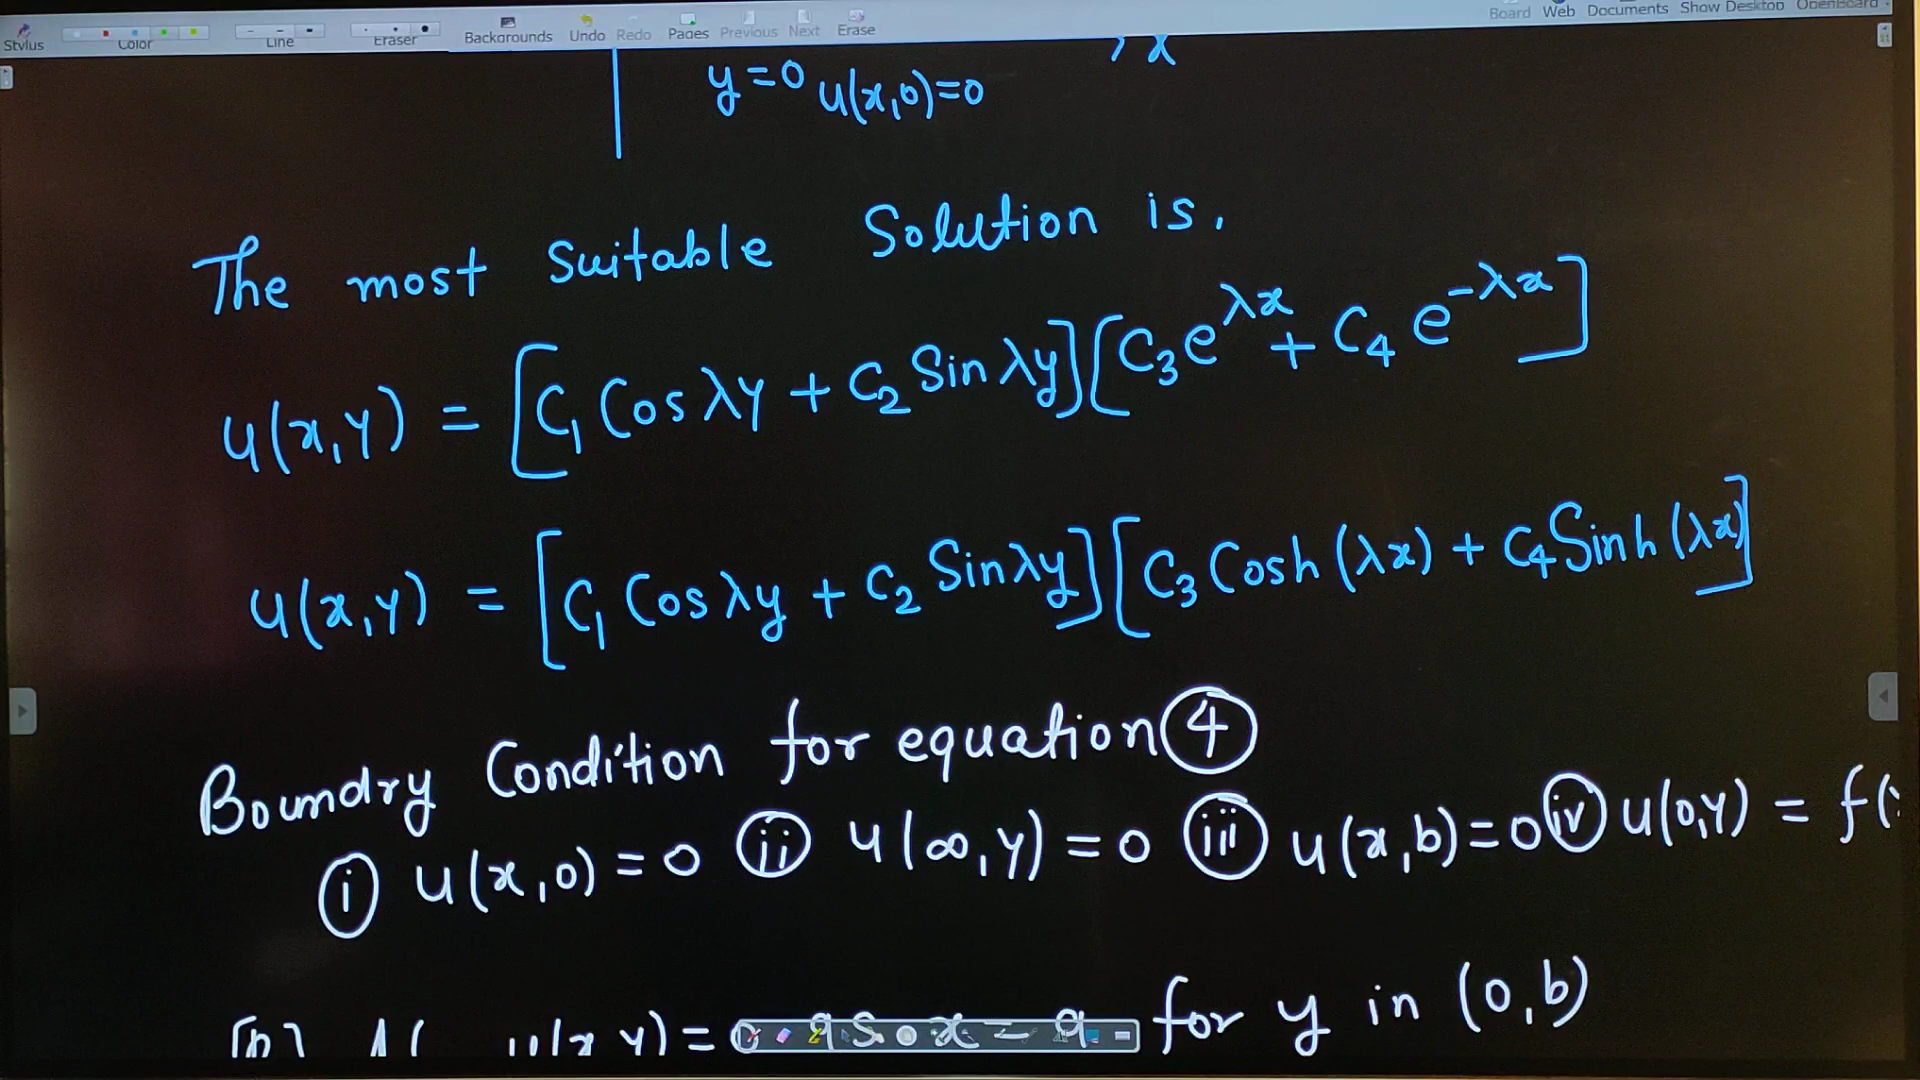 Stylus Color Line Eraser Backgrounds Undo Redo Pages Previous Next Erase Board Web Documents Show Desktop OpenBoard
y=0 u(x,0)=0 x
The most suitable Solution is,
u(x,y) = [C₁ Cos λy + C₂ Sin λy][C₃e^λx + C₄ e^-λx]
u(x,y) = [C₁ Cos λy + C₂ Sin λy][C₃ Cosh (λx) + C₄ Sinh (λx)]
Boundry Condition for equation ④
(i) u(x,0) = 0 (ii) u(∞,y) = 0 (iii) u(x,b)=0 (iv) u(0,y) = f(
u(x y) = 0 as x = a for y in (0,b)